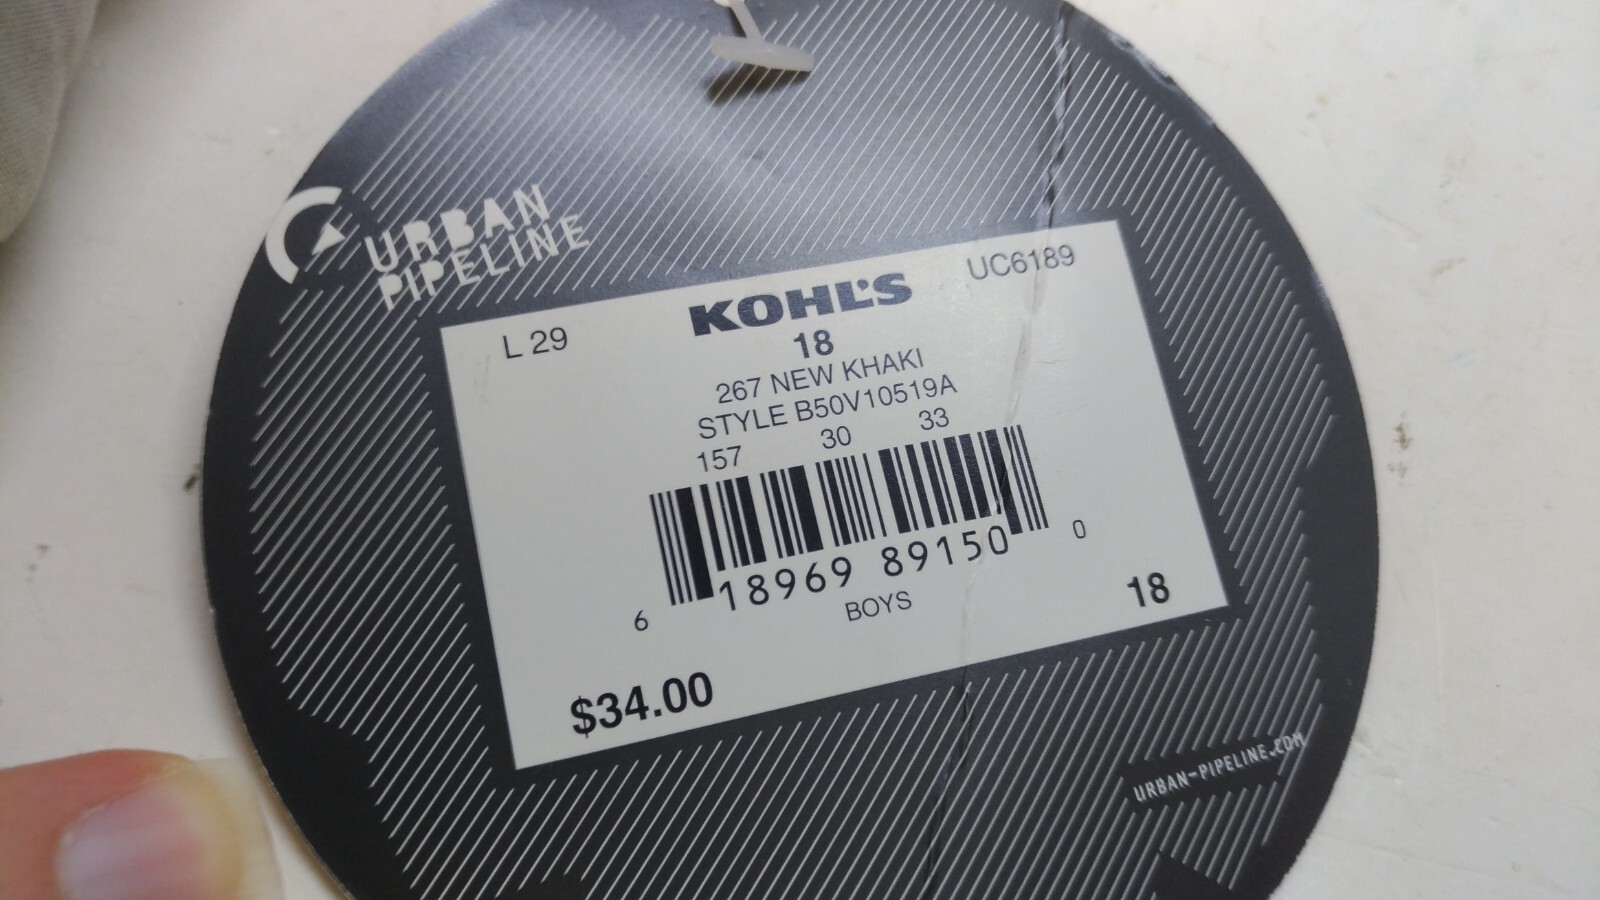 URBAN
PIPELINE
L 29
KOHL'S
UC6189
18
267 NEW KHAKI
STYLE B50V10519A
157 30 33
6 18969 89150 0
BOYS
18
$34.00
URBAN-PIPELINE.COM